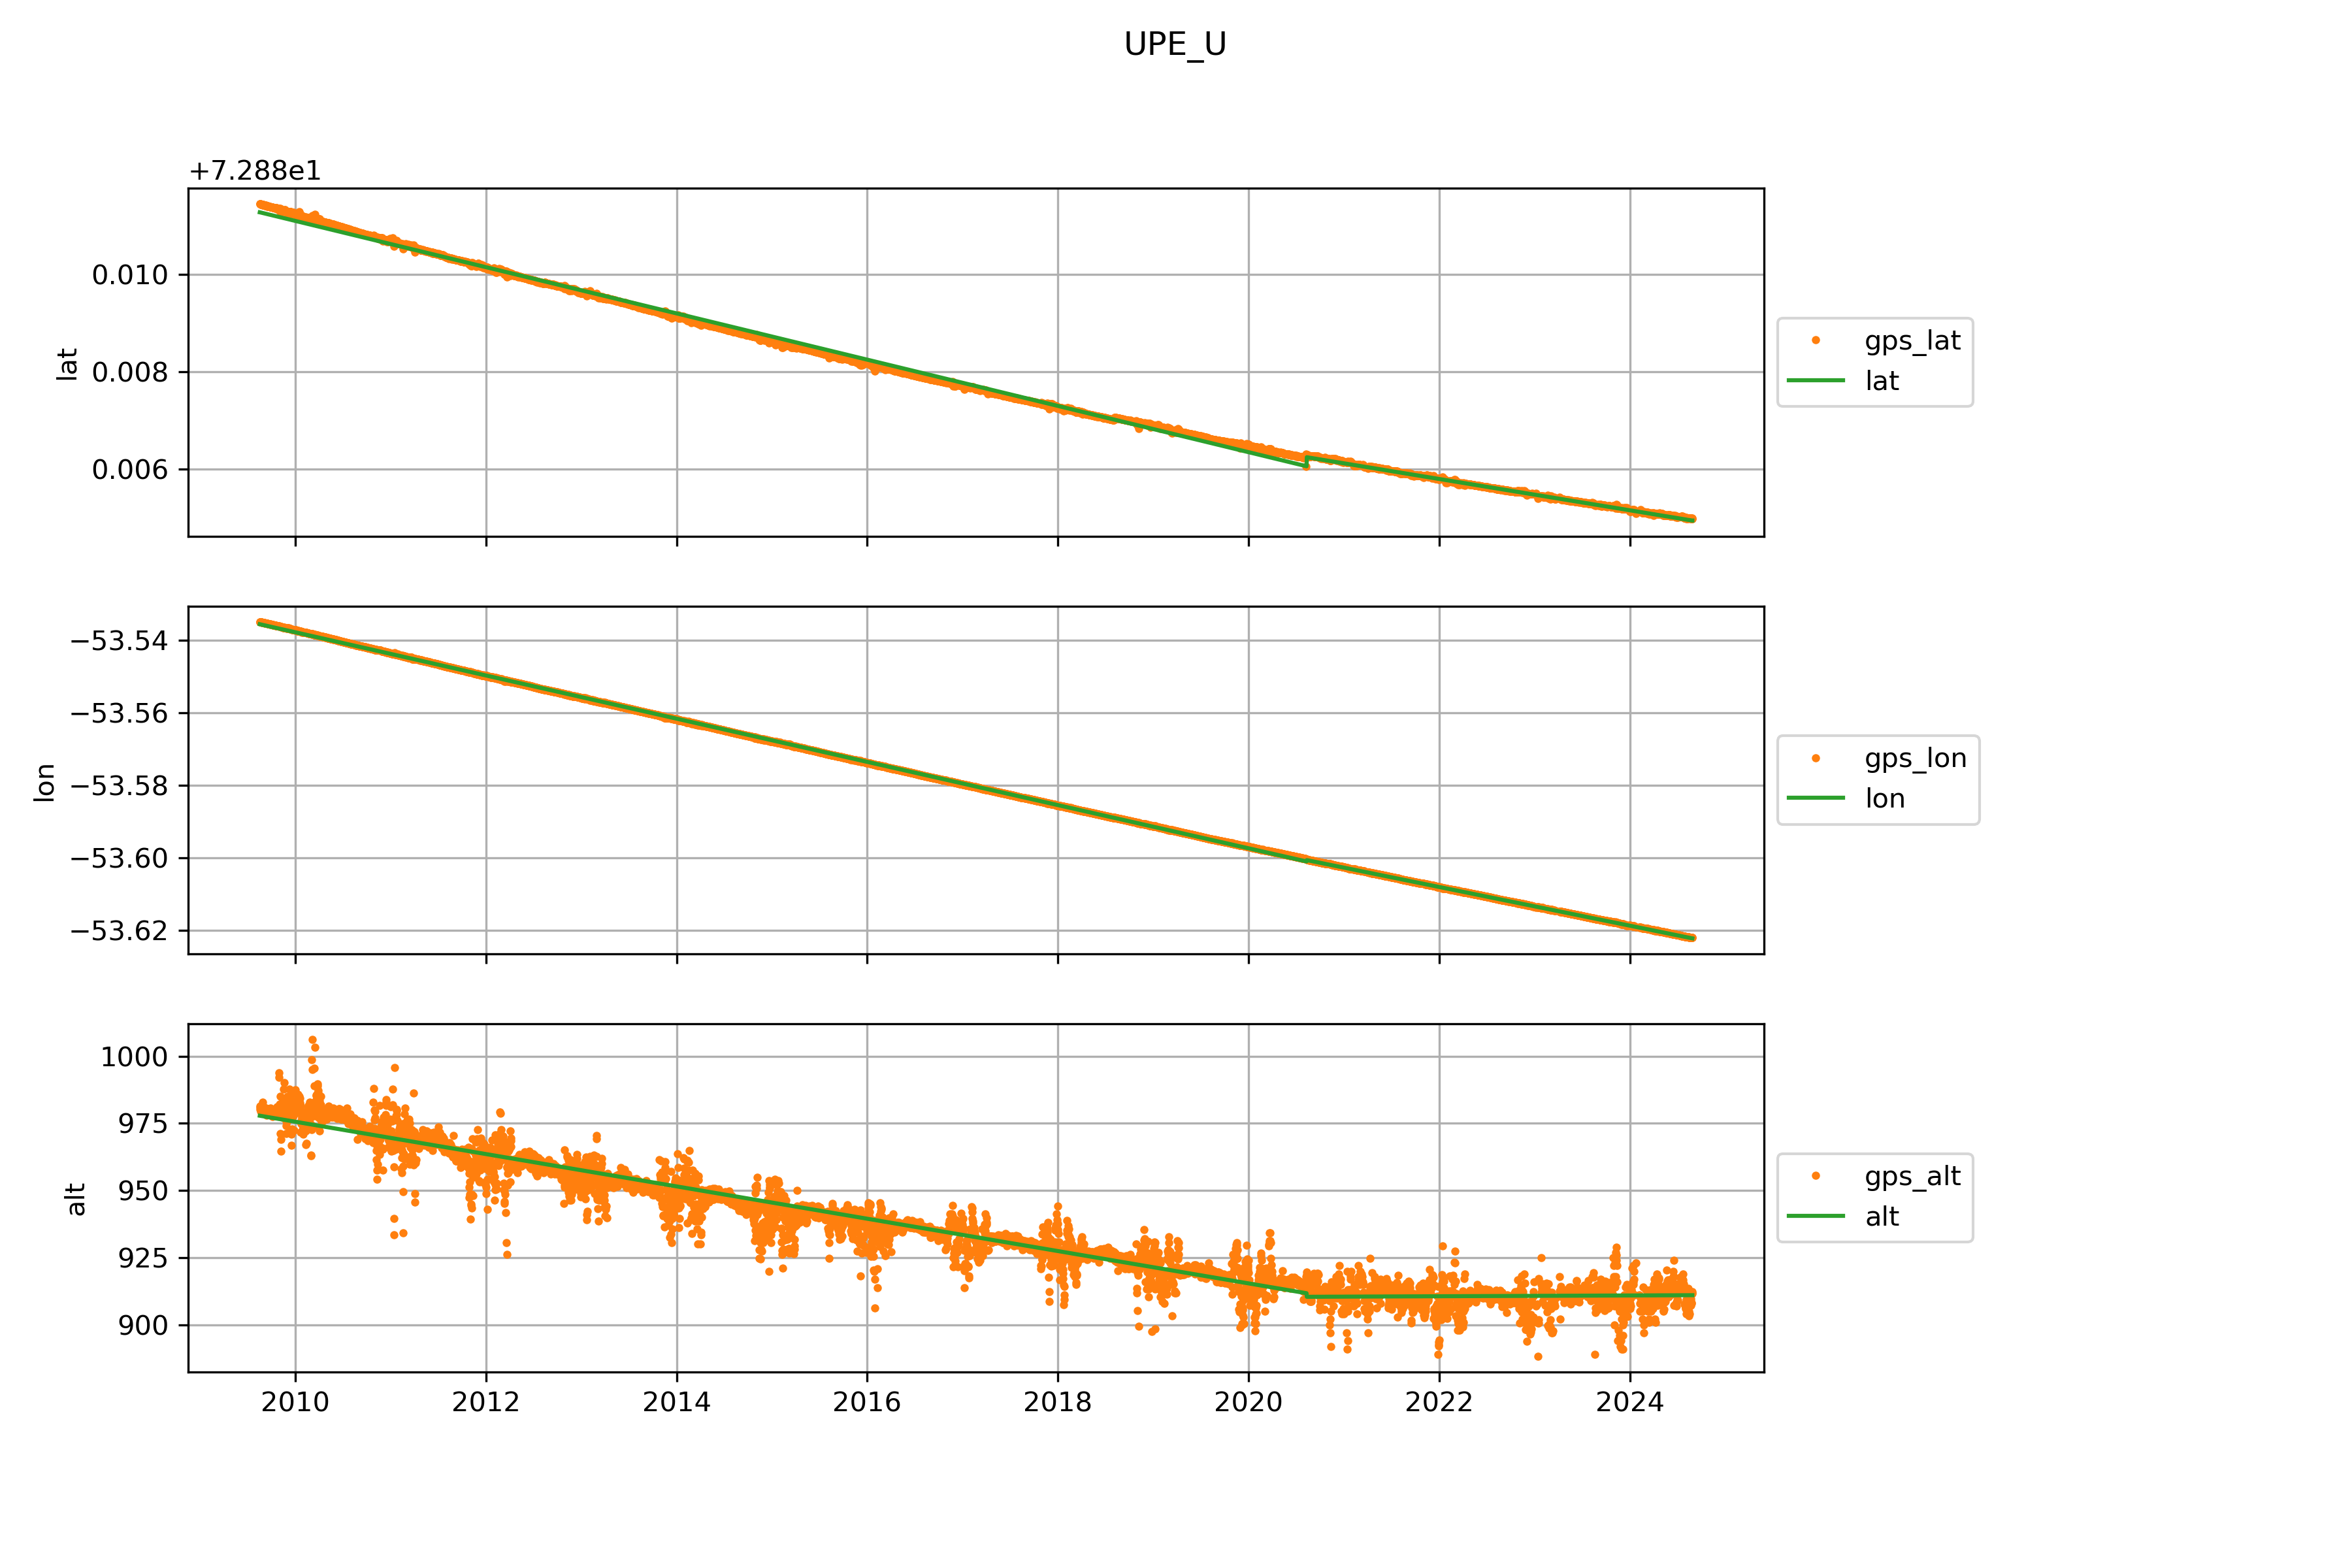 UPE_U
+7.288e1
0.010
0.008
0.006
lat
gps_lat
lat
−53.54
−53.56
−53.58
−53.60
−53.62
lon
gps_lon
lon
1000
975
950
925
900
alt
gps_alt
alt
2010 2012 2014 2016 2018 2020 2022 2024